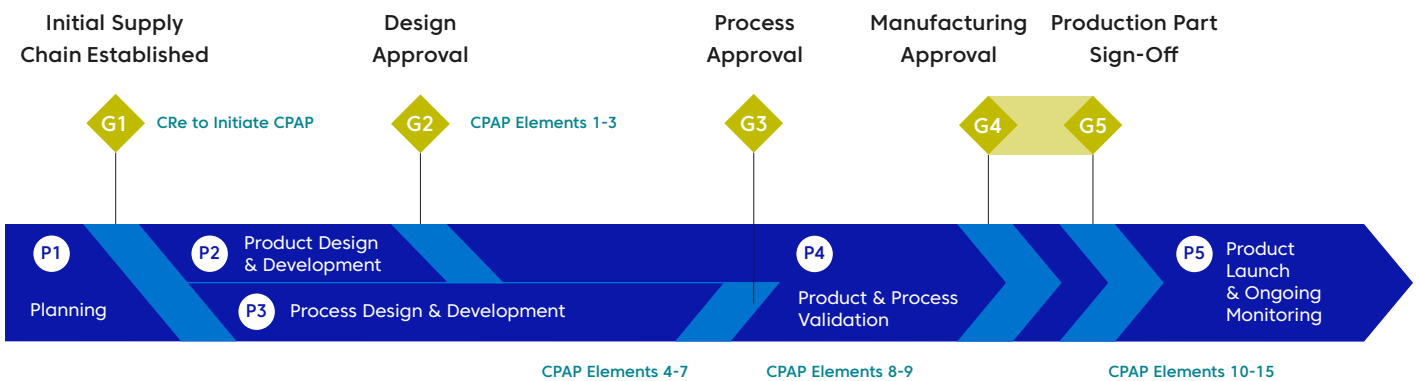 Initial Supply
Chain Established
Design
Approval
Process
Approval
Manufacturing
Approval
Production Part
Sign-Off
G1
CRe to Initiate CPAP
G2
CPAP Elements 1-3
G3
G4
G5
P1
Planning
P2
Product Design
& Development
P3
Process Design & Development
P4
Product & Process
Validation
P5
Product
Launch
& Ongoing
Monitoring
CPAP Elements 4-7
CPAP Elements 8-9
CPAP Elements 10-15